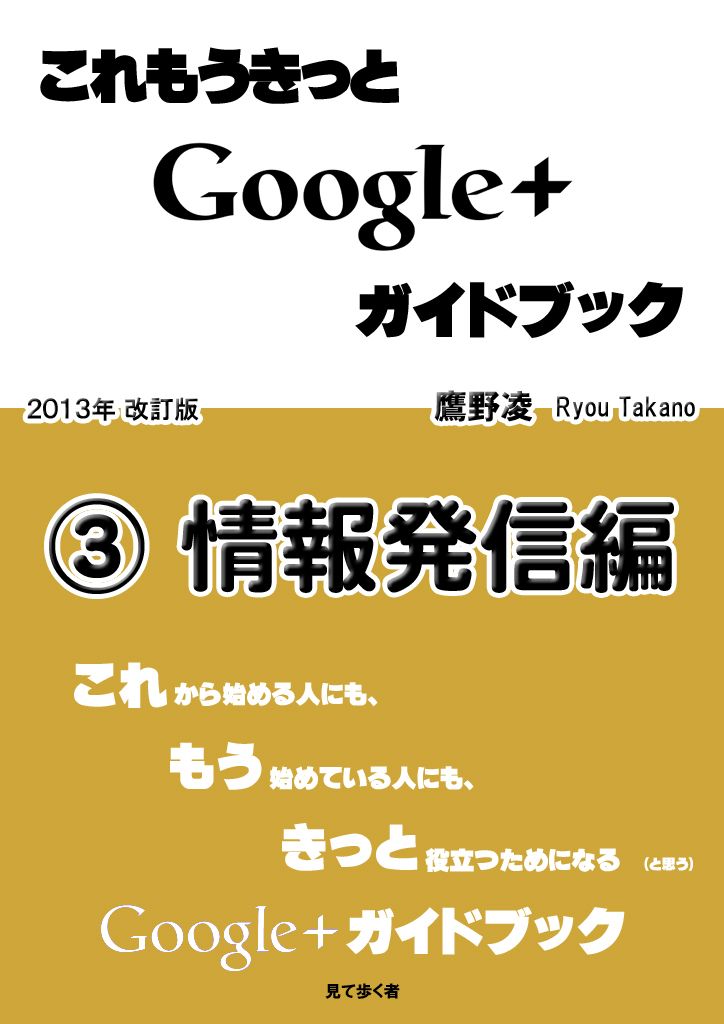 これもうきっと
Google+
ガイドブック
2013年 改訂版
鷹野凌 Ryou Takano
③ 情報発信編
これから始める人にも、
もう始めている人にも、
きっと役立つためになる (と思う)
Google+ ガイドブック
見て歩く者